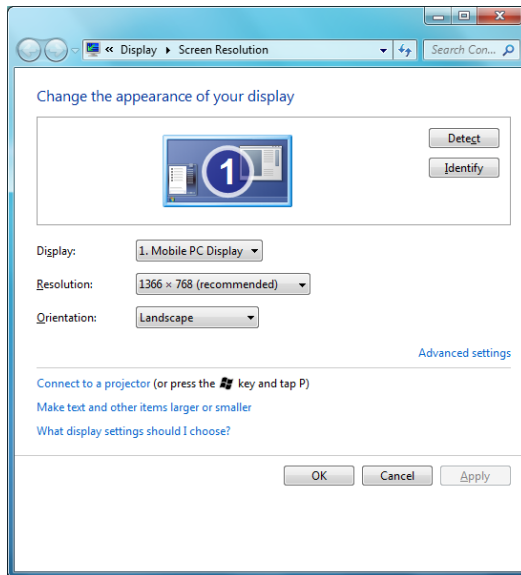 « Display ▸ Screen Resolution Search Con...
Change the appearance of your display
1
Detect
Identify
Display: 1. Mobile PC Display
Resolution: 1366 × 768 (recommended)
Orientation: Landscape
Advanced settings
Connect to a projector (or press the key and tap P)
Make text and other items larger or smaller
What display settings should I choose?
OK Cancel Apply